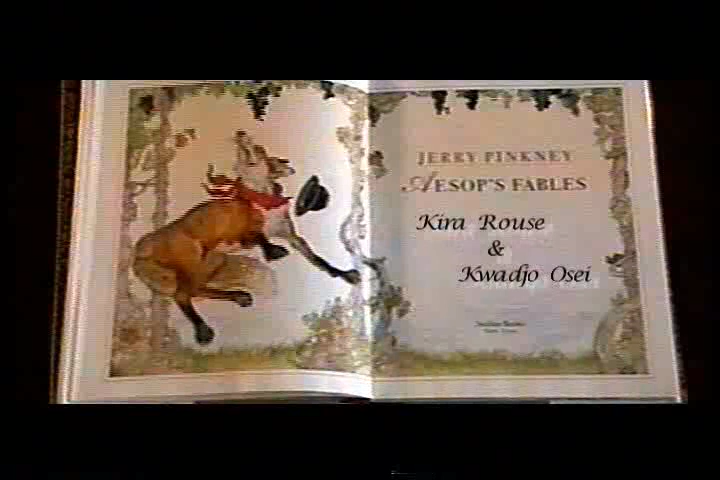 JERRY PINKNEY
AESOP'S FABLES
Kira Rouse
&
Kwadjo Osei